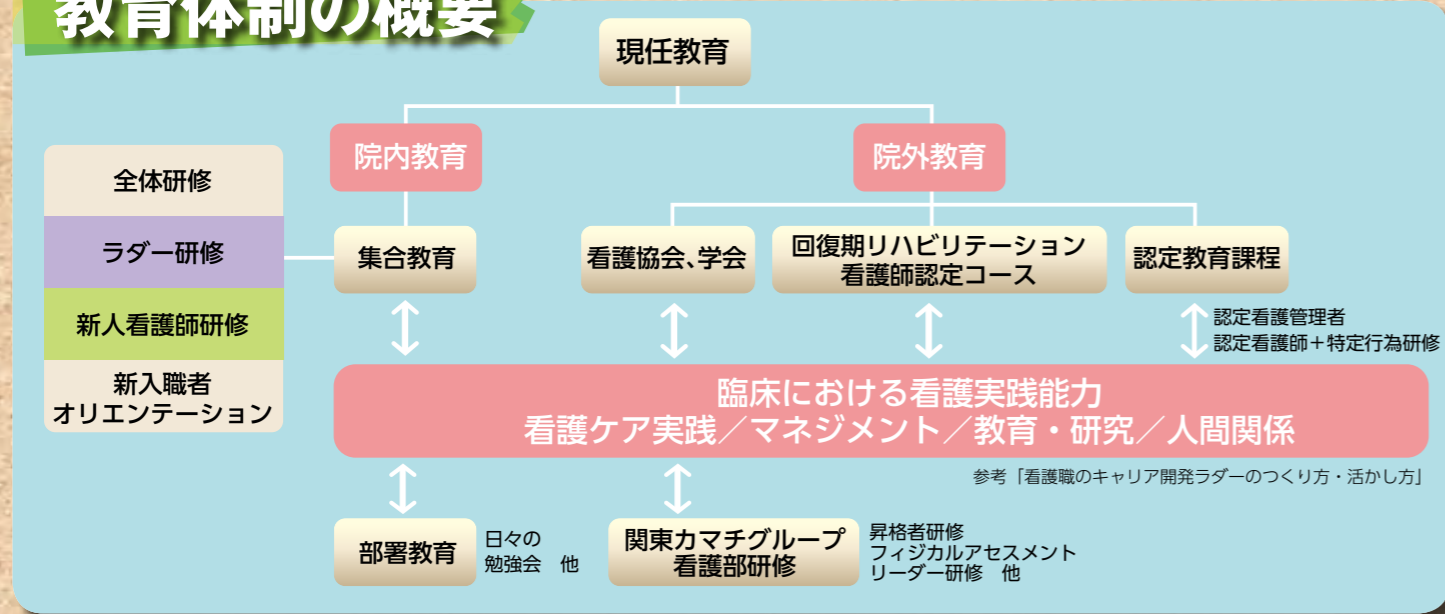 教育体制の概要
現任教育
院内教育
院外教育
全体研修
ラダー研修
新人看護師研修
新入職者
オリエンテーション
集合教育
看護協会、学会
回復期リハビリテーション
看護師認定コース
認定教育課程
認定看護管理者
認定看護師＋特定行為研修
臨床における看護実践能力
看護ケア実践／マネジメント／教育・研究／人間関係
参考「看護職のキャリア開発ラダーのつくり方・活かし方」
部署教育
日々の
勉強会　他
関東カマチグループ
看護部研修
昇格者研修
フィジカルアセスメント
リーダー研修　他